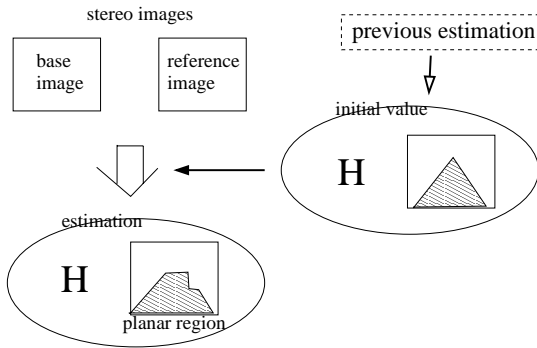 stereo images
previous estimation
base
image
reference
image
initial value
H
estimation
H
planar region